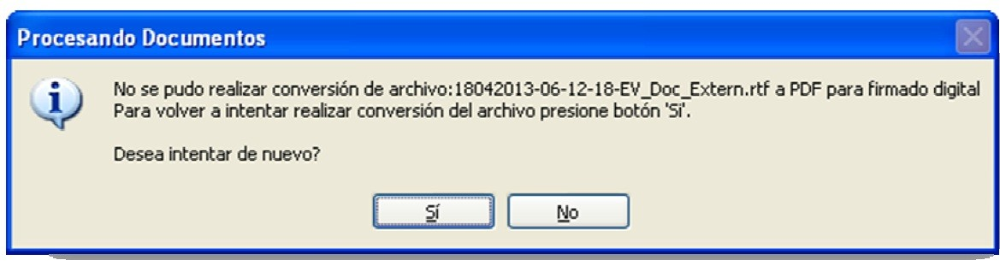 Procesando Documentos
No se pudo realizar conversión de archivo:18042013-06-12-18-EV_Doc_Extern.rtf a PDF para firmado digital
Para volver a intentar realizar conversión del archivo presione botón 'Si'.
Desea intentar de nuevo?
Sí
No